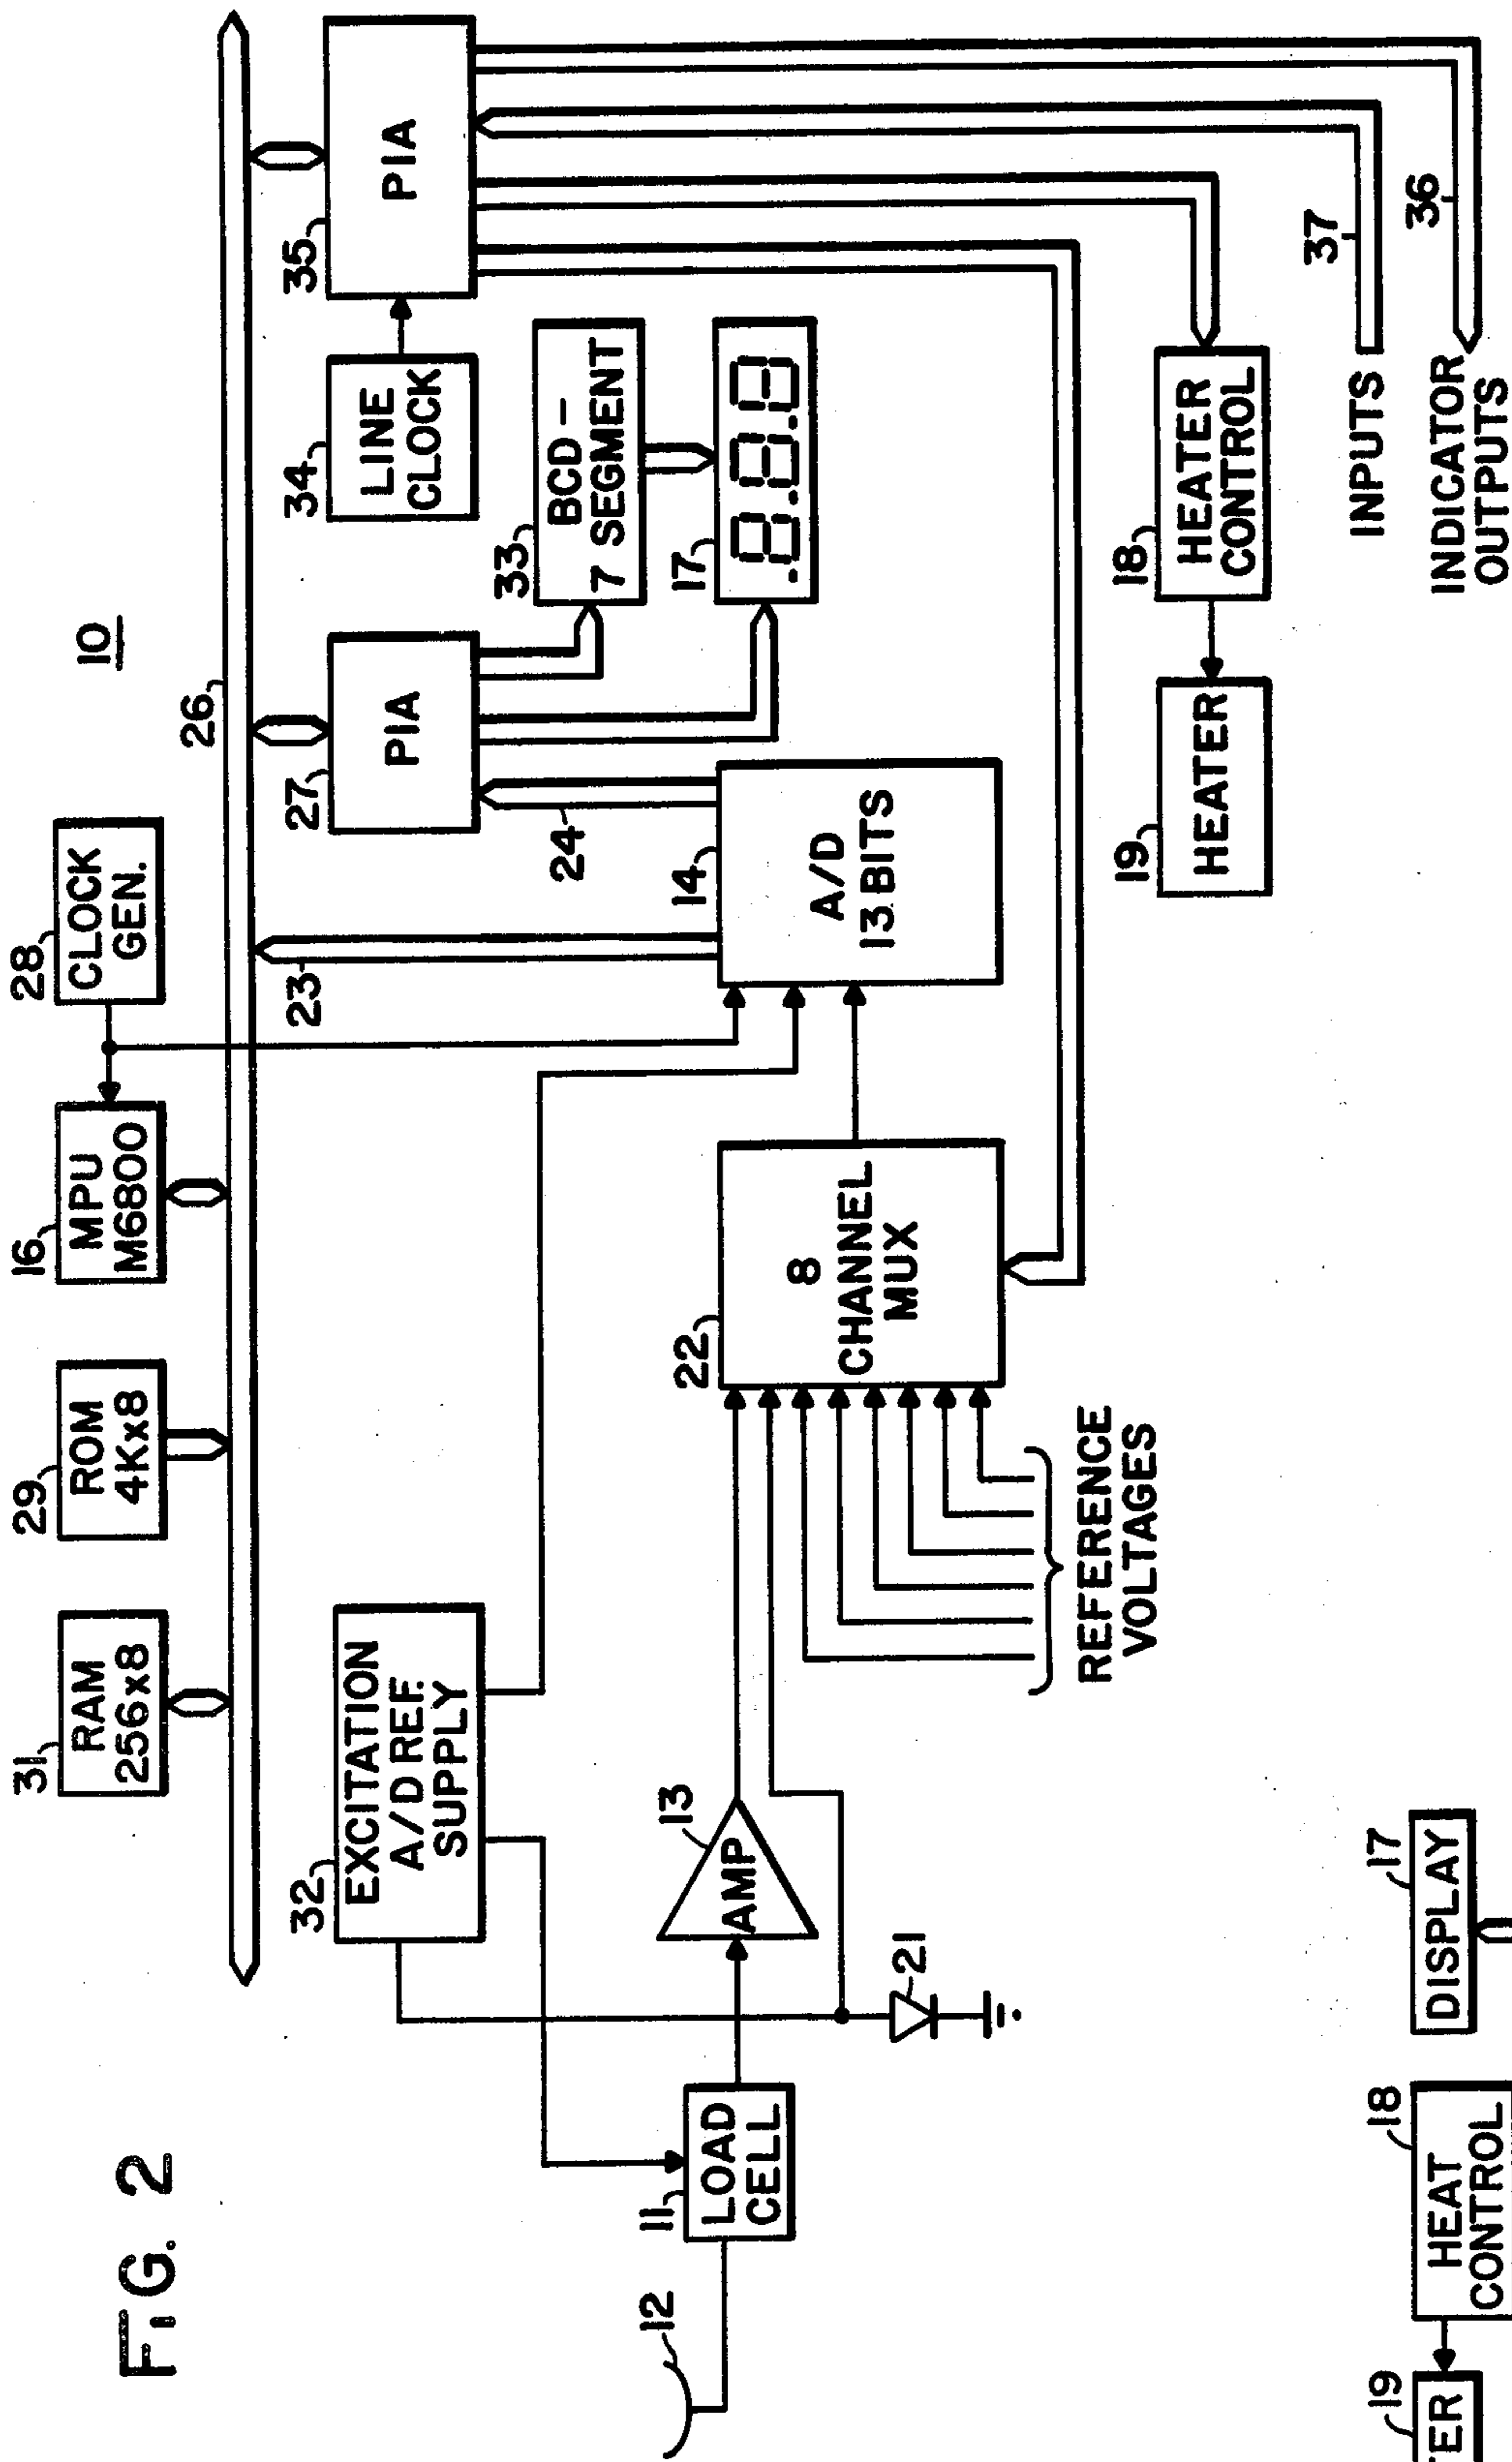 FIG. 2
10
31
RAM
256x8
29
ROM
4Kx8
16
MPU
M6800
28
CLOCK
GEN.
26
32
EXCITATION
A/D REF.
SUPPLY
23
24
27
PIA
34
LINE
CLOCK
35
PIA
33
BCD-
7 SEGMENT
17
8.8.8
12
11
LOAD
CELL
13
AMP
21
22
8
CHANNEL
MUX
14
A/D
13 BITS
REFERENCE
VOLTAGES
19
HEATER
18
HEATER
CONTROL
37
INPUTS
36
INDICATOR
OUTPUTS
19
TER
18
HEAT
CONTROL
17
DISPLAY